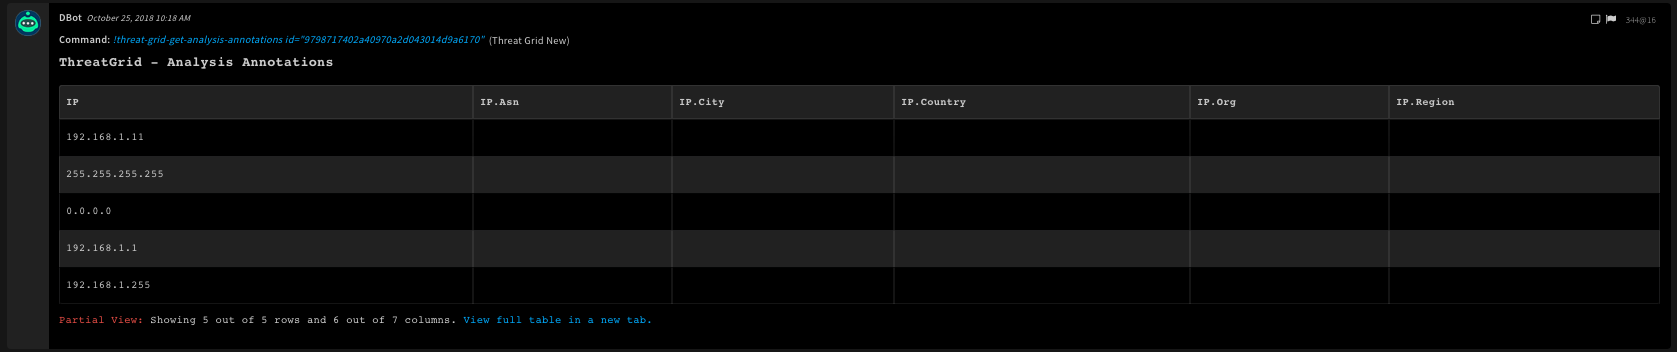 DBot October 25, 2018 10:18 AM
344@16
Command: !threat-grid-get-analysis-annotations id="9798717402a40970a2d043014d9a6170" (Threat Grid New)
ThreatGrid - Analysis Annotations
IP IP.Asn IP.City IP.Country IP.Org IP.Region
192.168.1.11
255.255.255.255
0.0.0.0
192.168.1.1
192.168.1.255
Partial View: Showing 5 out of 5 rows and 6 out of 7 columns. View full table in a new tab.